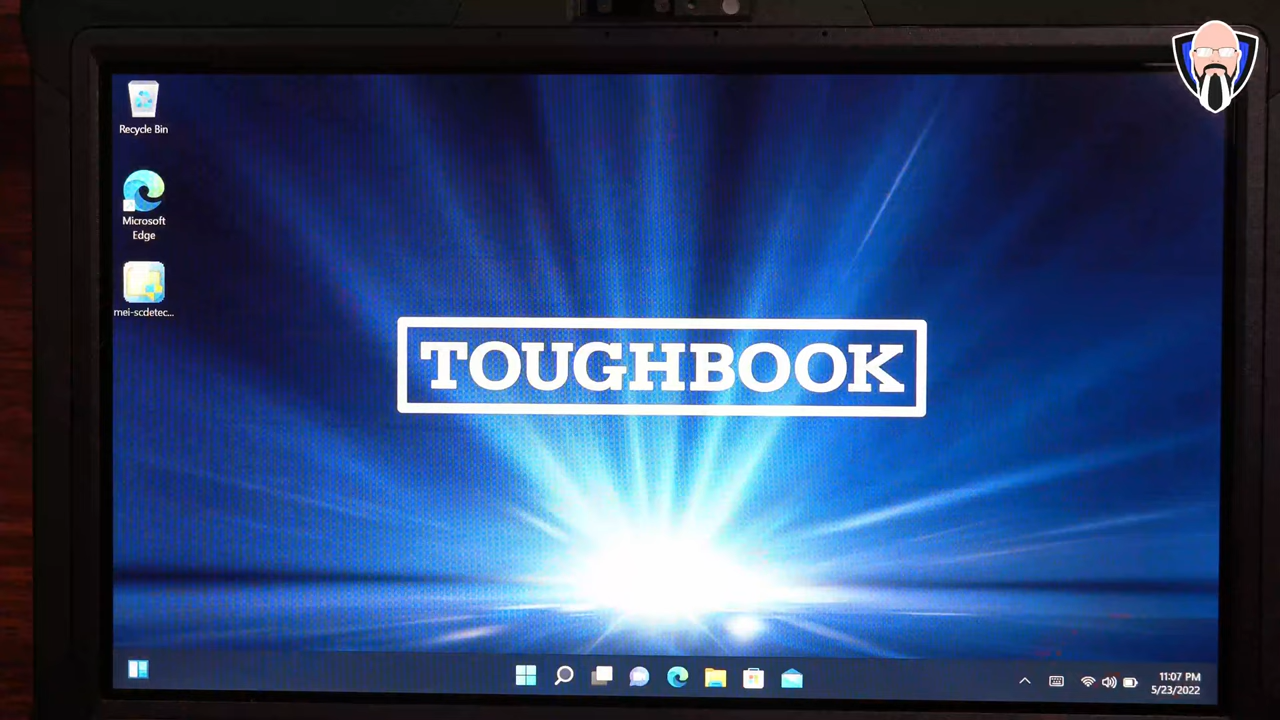 Recycle Bin
Microsoft
Edge
mei-scdetec...
TOUGHBOOK
11:07 PM
5/23/2022